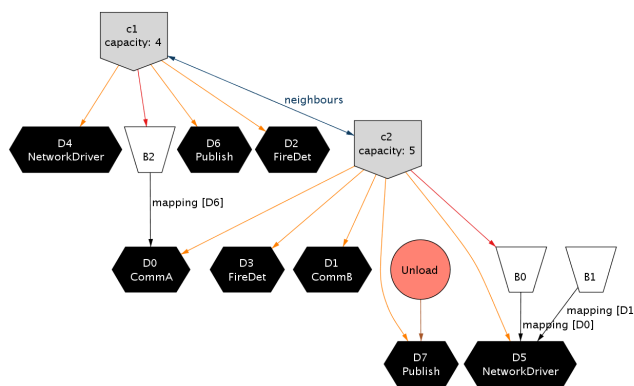 c1
capacity: 4
neighbours
D4
NetworkDriver
B2
D6
Publish
D2
FireDet
c2
capacity: 5
mapping [D6]
D0
CommA
D3
FireDet
D1
CommB
Unload
B0
B1
mapping [D1
mapping [D0]
D7
Publish
D5
NetworkDriver